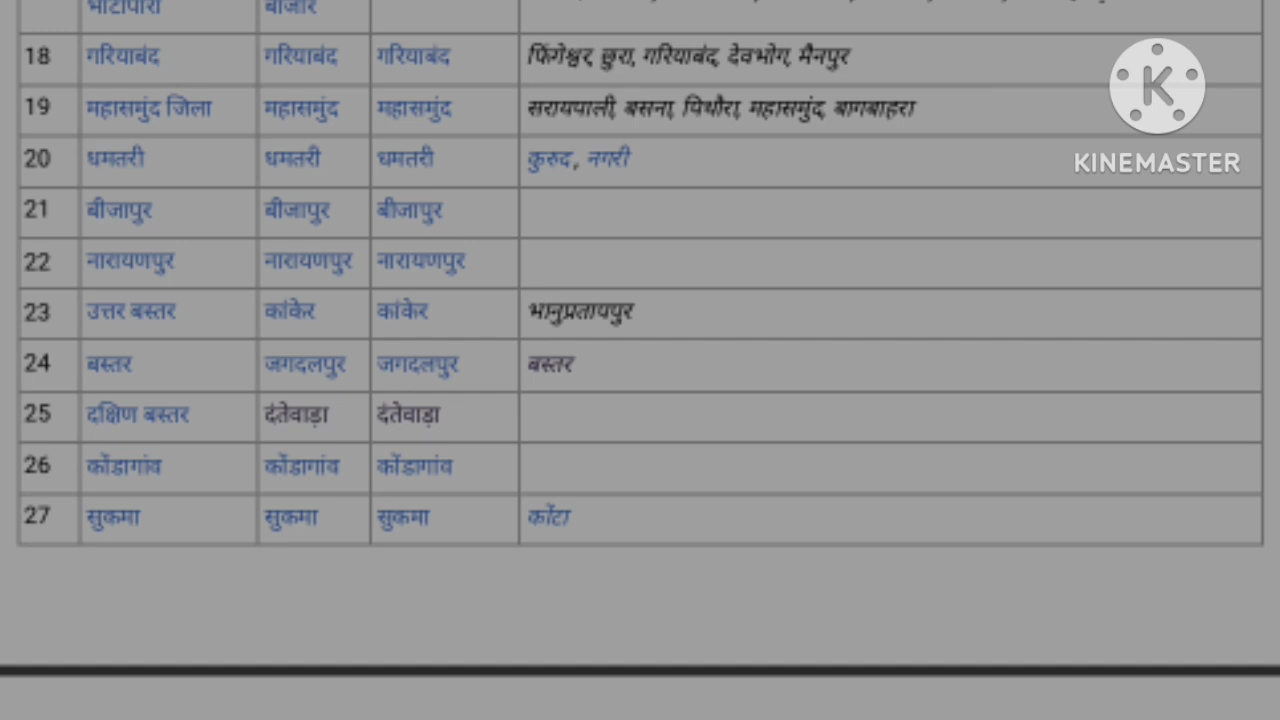 भाटापारा बाजार
18 गरियाबंद गरियाबंद गरियाबंद फिंगेश्वर, छुरा, गरियाबंद, देवभोग, मैनपुर
19 महासमुंद जिला महासमुंद महासमुंद सरायपाली, बसना, पिथौरा, महासमुंद, बागबाहरा
20 धमतरी धमतरी धमतरी कुरुद, नगरी
21 बीजापुर बीजापुर बीजापुर
22 नारायणपुर नारायणपुर नारायणपुर
23 उत्तर बस्तर कांकेर कांकेर भानुप्रतापपुर
24 बस्तर जगदलपुर जगदलपुर बस्तर
25 दक्षिण बस्तर दंतेवाड़ा दंतेवाड़ा
26 कोंडागांव कोंडागांव कोंडागांव
27 सुकमा सुकमा सुकमा कोंटा
K
KINEMASTER